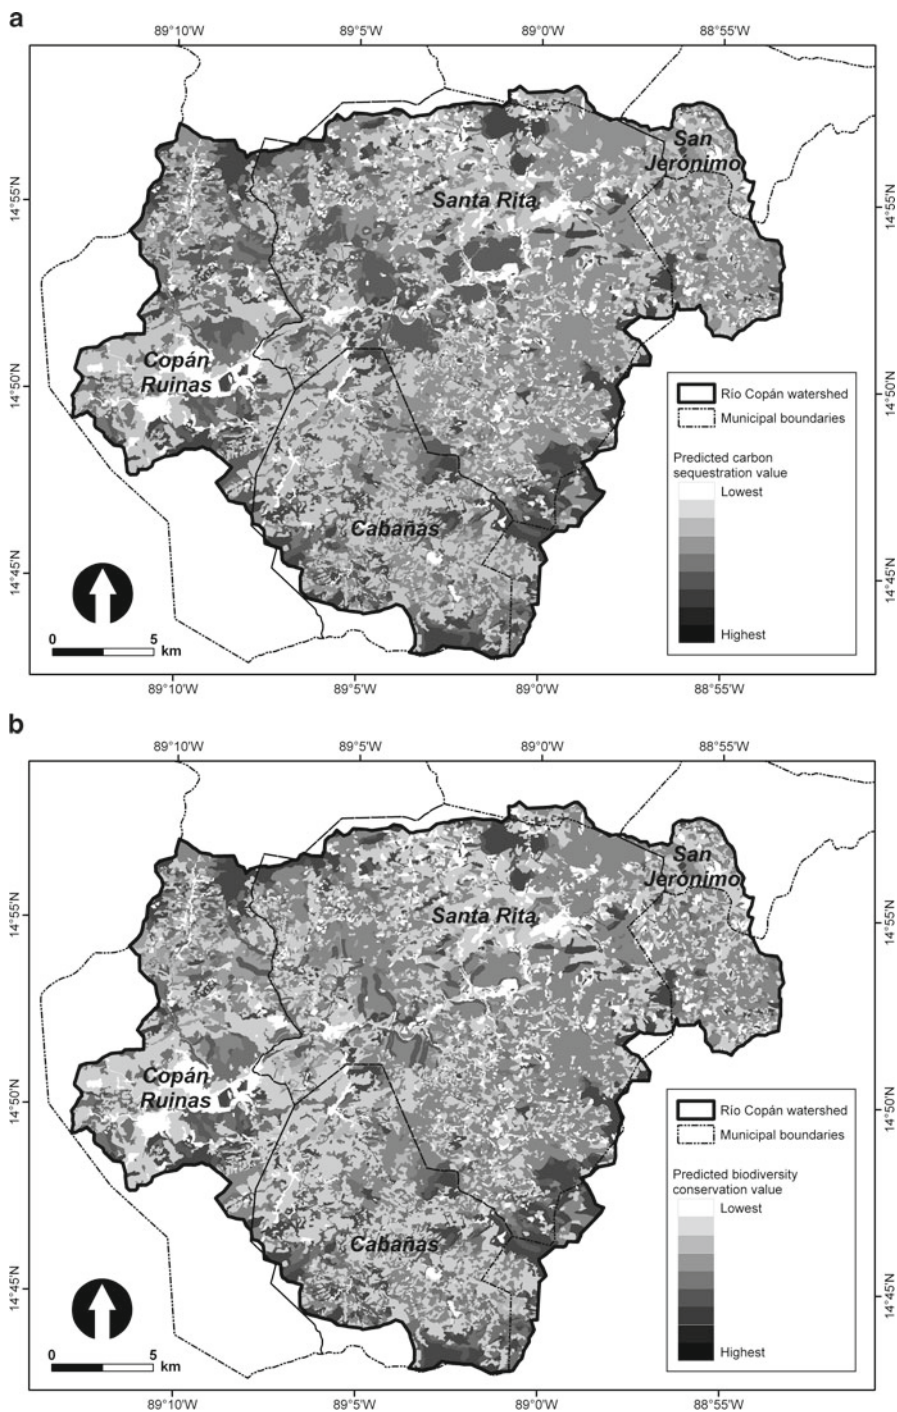 a
89°10'W 89°5'W 89°0'W 88°55'W
San
Jerónimo
Santa Rita
14°55'N
14°55'N
Copán
Ruinas
14°50'N
14°50'N
Río Copán watershed
Municipal boundaries
Predicted carbon
sequestration value
Lowest
Highest
Cabañas
14°45'N
14°45'N
0 5
km
89°10'W 89°5'W 89°0'W 88°55'W
b
89°10'W 89°5'W 89°0'W 88°55'W
San
Jerónimo
Santa Rita
14°55'N
14°55'N
Copán
Ruinas
14°50'N
14°50'N
Río Copán watershed
Municipal boundaries
Predicted biodiversity
conservation value
Lowest
Highest
Cabañas
14°45'N
14°45'N
0 5
km
89°10'W 89°5'W 89°0'W 88°55'W